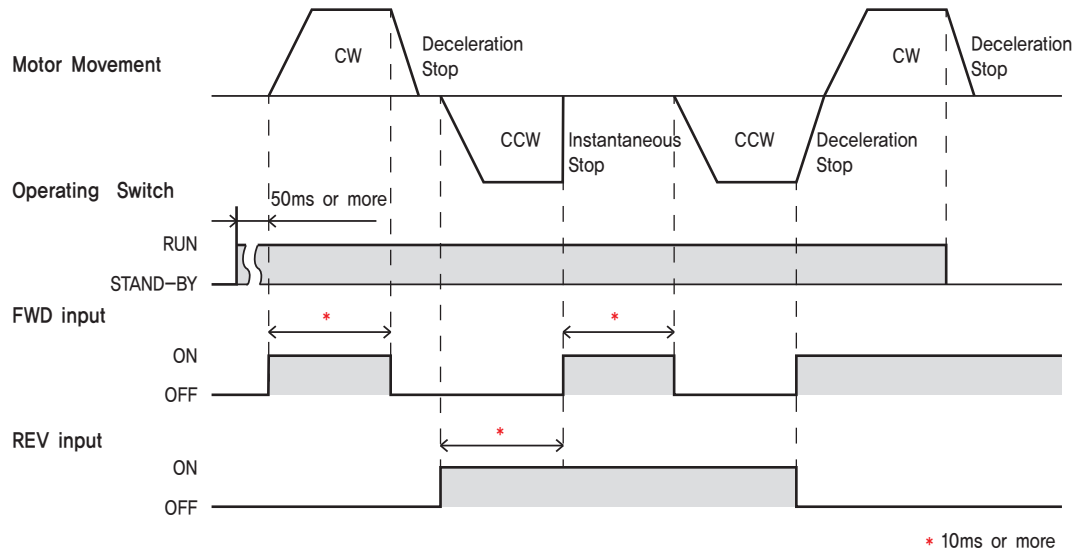 CW
CW
Deceleration
Stop
Deceleration
Stop
Motor Movement
CCW
Instantaneous
Stop
CCW
Deceleration
Stop
Operating Switch
50ms or more
RUN
STAND-BY
FWD input
*
*
ON
OFF
REV input
*
ON
OFF
* 10ms or more